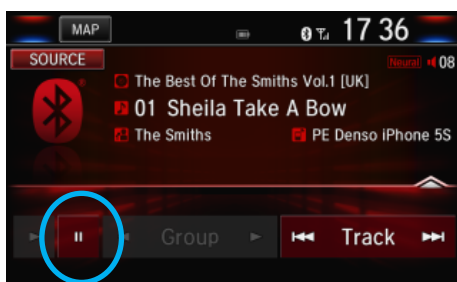 MAP 17 36
SOURCE Neural 08
The Best Of The Smiths Vol.1 [UK]
01 Sheila Take A Bow
The Smiths PE Denso iPhone 5S
Group Track